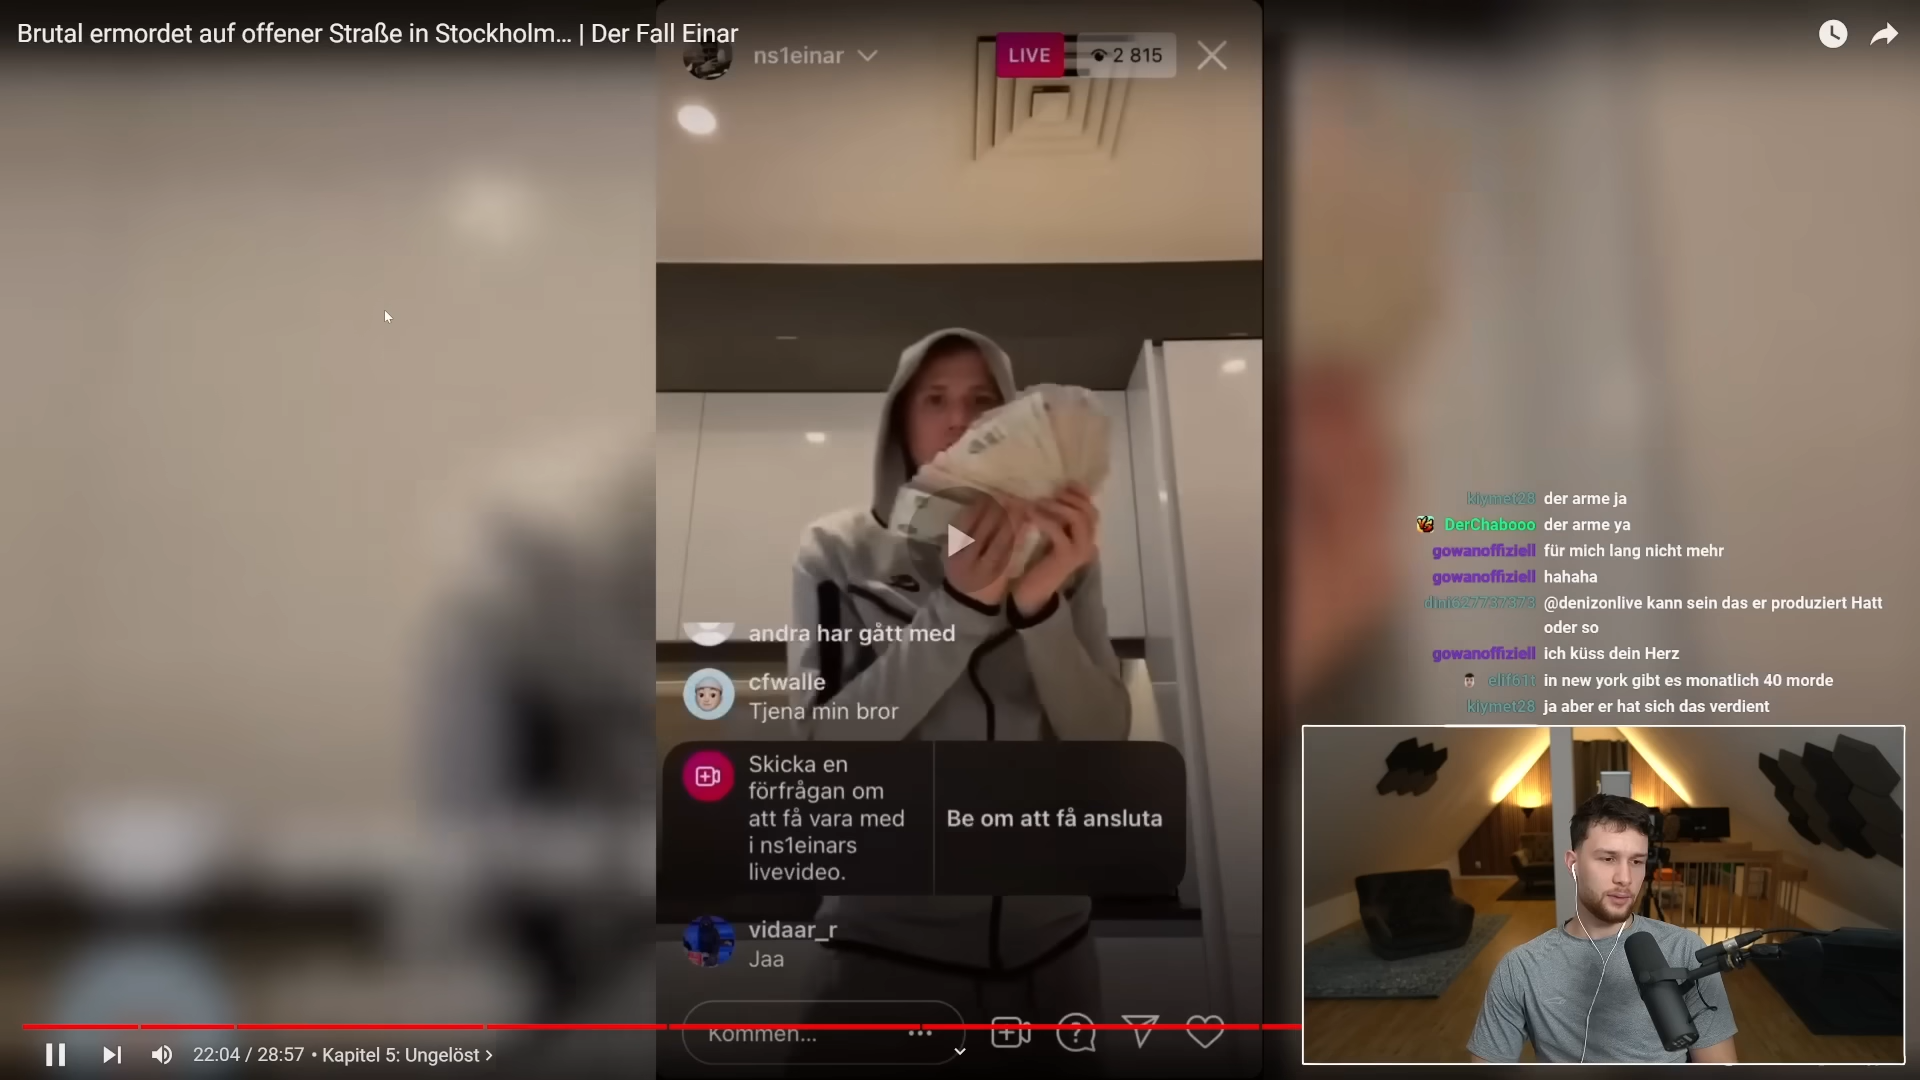 Brutal ermordet auf offener Straße in Stockholm... | Der Fall Einar
ns1einar
LIVE
2 815
andra har gått med
cfwalle
Tjena min bror
Skicka en
förfrågan om
att få vara med
i ns1einars
livevideo.
Be om att få ansluta
vidaar_r
Jaa
Kommen...
22:04 / 28:57 • Kapitel 5: Ungelöst
kiymet28 der arme ja
DerChabooo der arme ya
gowanoffiziell für mich lang nicht mehr
gowanoffiziell hahaha
@denizonlive kann sein das er produziert Hatt
oder so
gowanoffiziell ich küss dein Herz
elif61t in new york gibt es monatlich 40 morde
kiymet28 ja aber er hat sich das verdient